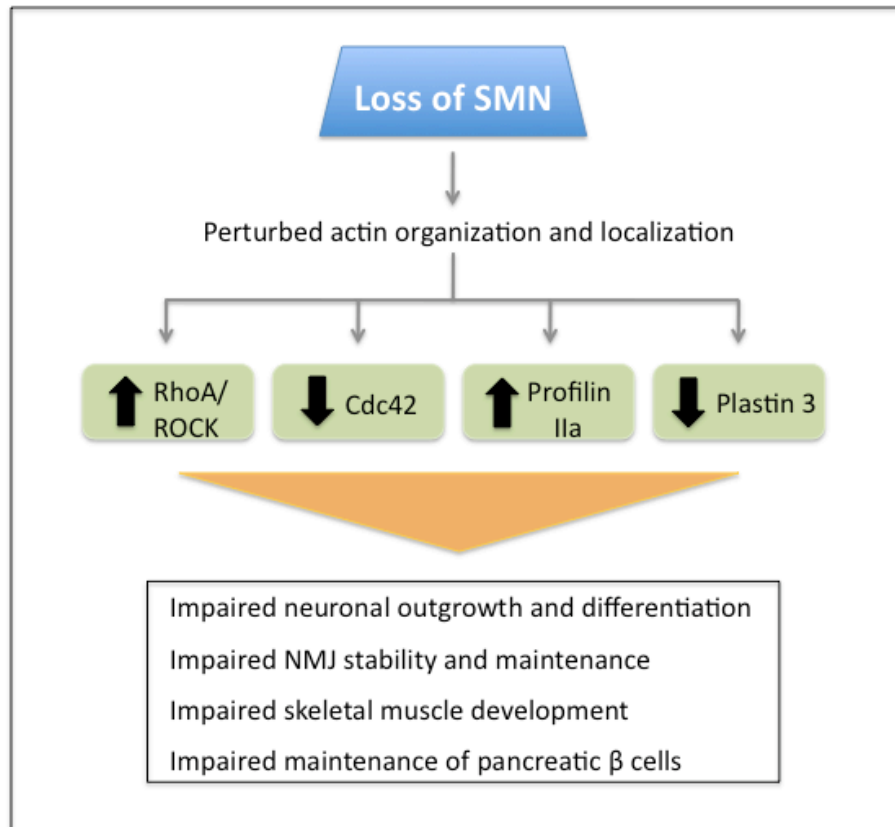 Loss of SMN
Perturbed actin organization and localization
RhoA/
ROCK
Cdc42
Profilin
IIa
Plastin 3
Impaired neuronal outgrowth and differentiation
Impaired NMJ stability and maintenance
Impaired skeletal muscle development
Impaired maintenance of pancreatic β cells